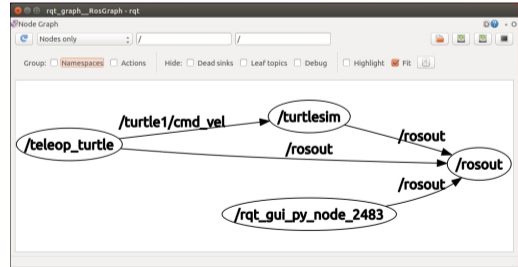 rqt_graph__RosGraph - rqt
Node Graph
Nodes only / /
Group: Namespaces Actions Hide: Dead sinks Leaf topics Debug Highlight Fit
/turtle1/cmd_vel
/turtlesim
/rosout
/teleop_turtle
/rosout
/rosout
/rosout
/rqt_gui_py_node_2483